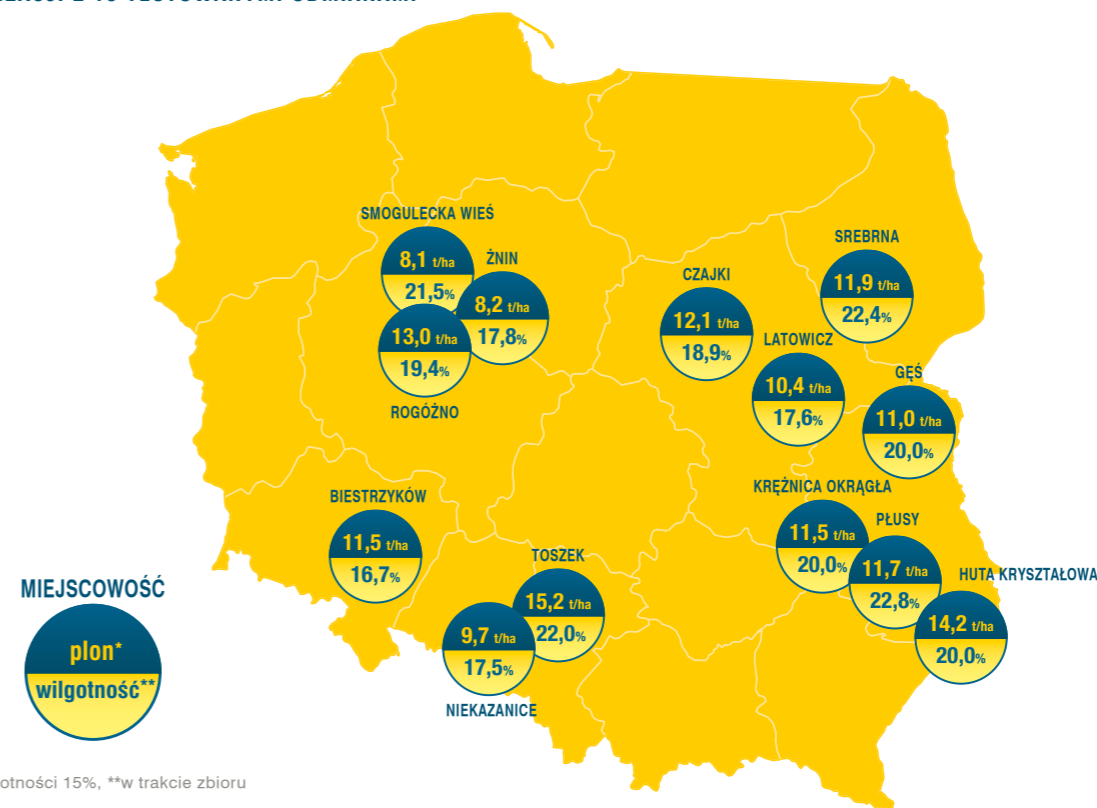 SMOGULECKA WIEŚ
8,1 t/ha
21,5%
ŻNIN
8,2 t/ha
17,8%
13,0 t/ha
19,4%
ROGÓŹNO
CZAJKI
12,1 t/ha
18,9%
SREBRNA
11,9 t/ha
22,4%
LATOWICZ
10,4 t/ha
17,6%
GĘŚ
11,0 t/ha
20,0%
KRĘŻNICA OKRĄGŁA
11,5 t/ha
20,0%
PŁUSY
11,7 t/ha
22,8%
HUTA KRYSZTAŁOWA
14,2 t/ha
20,0%
BIESTRZYKÓW
11,5 t/ha
16,7%
TOSZEK
15,2 t/ha
22,0%
9,7 t/ha
17,5%
NIEKAZANICE
MIEJSCOWOŚĆ
plon*
wilgotność**
15%, **w trakcie zbioru